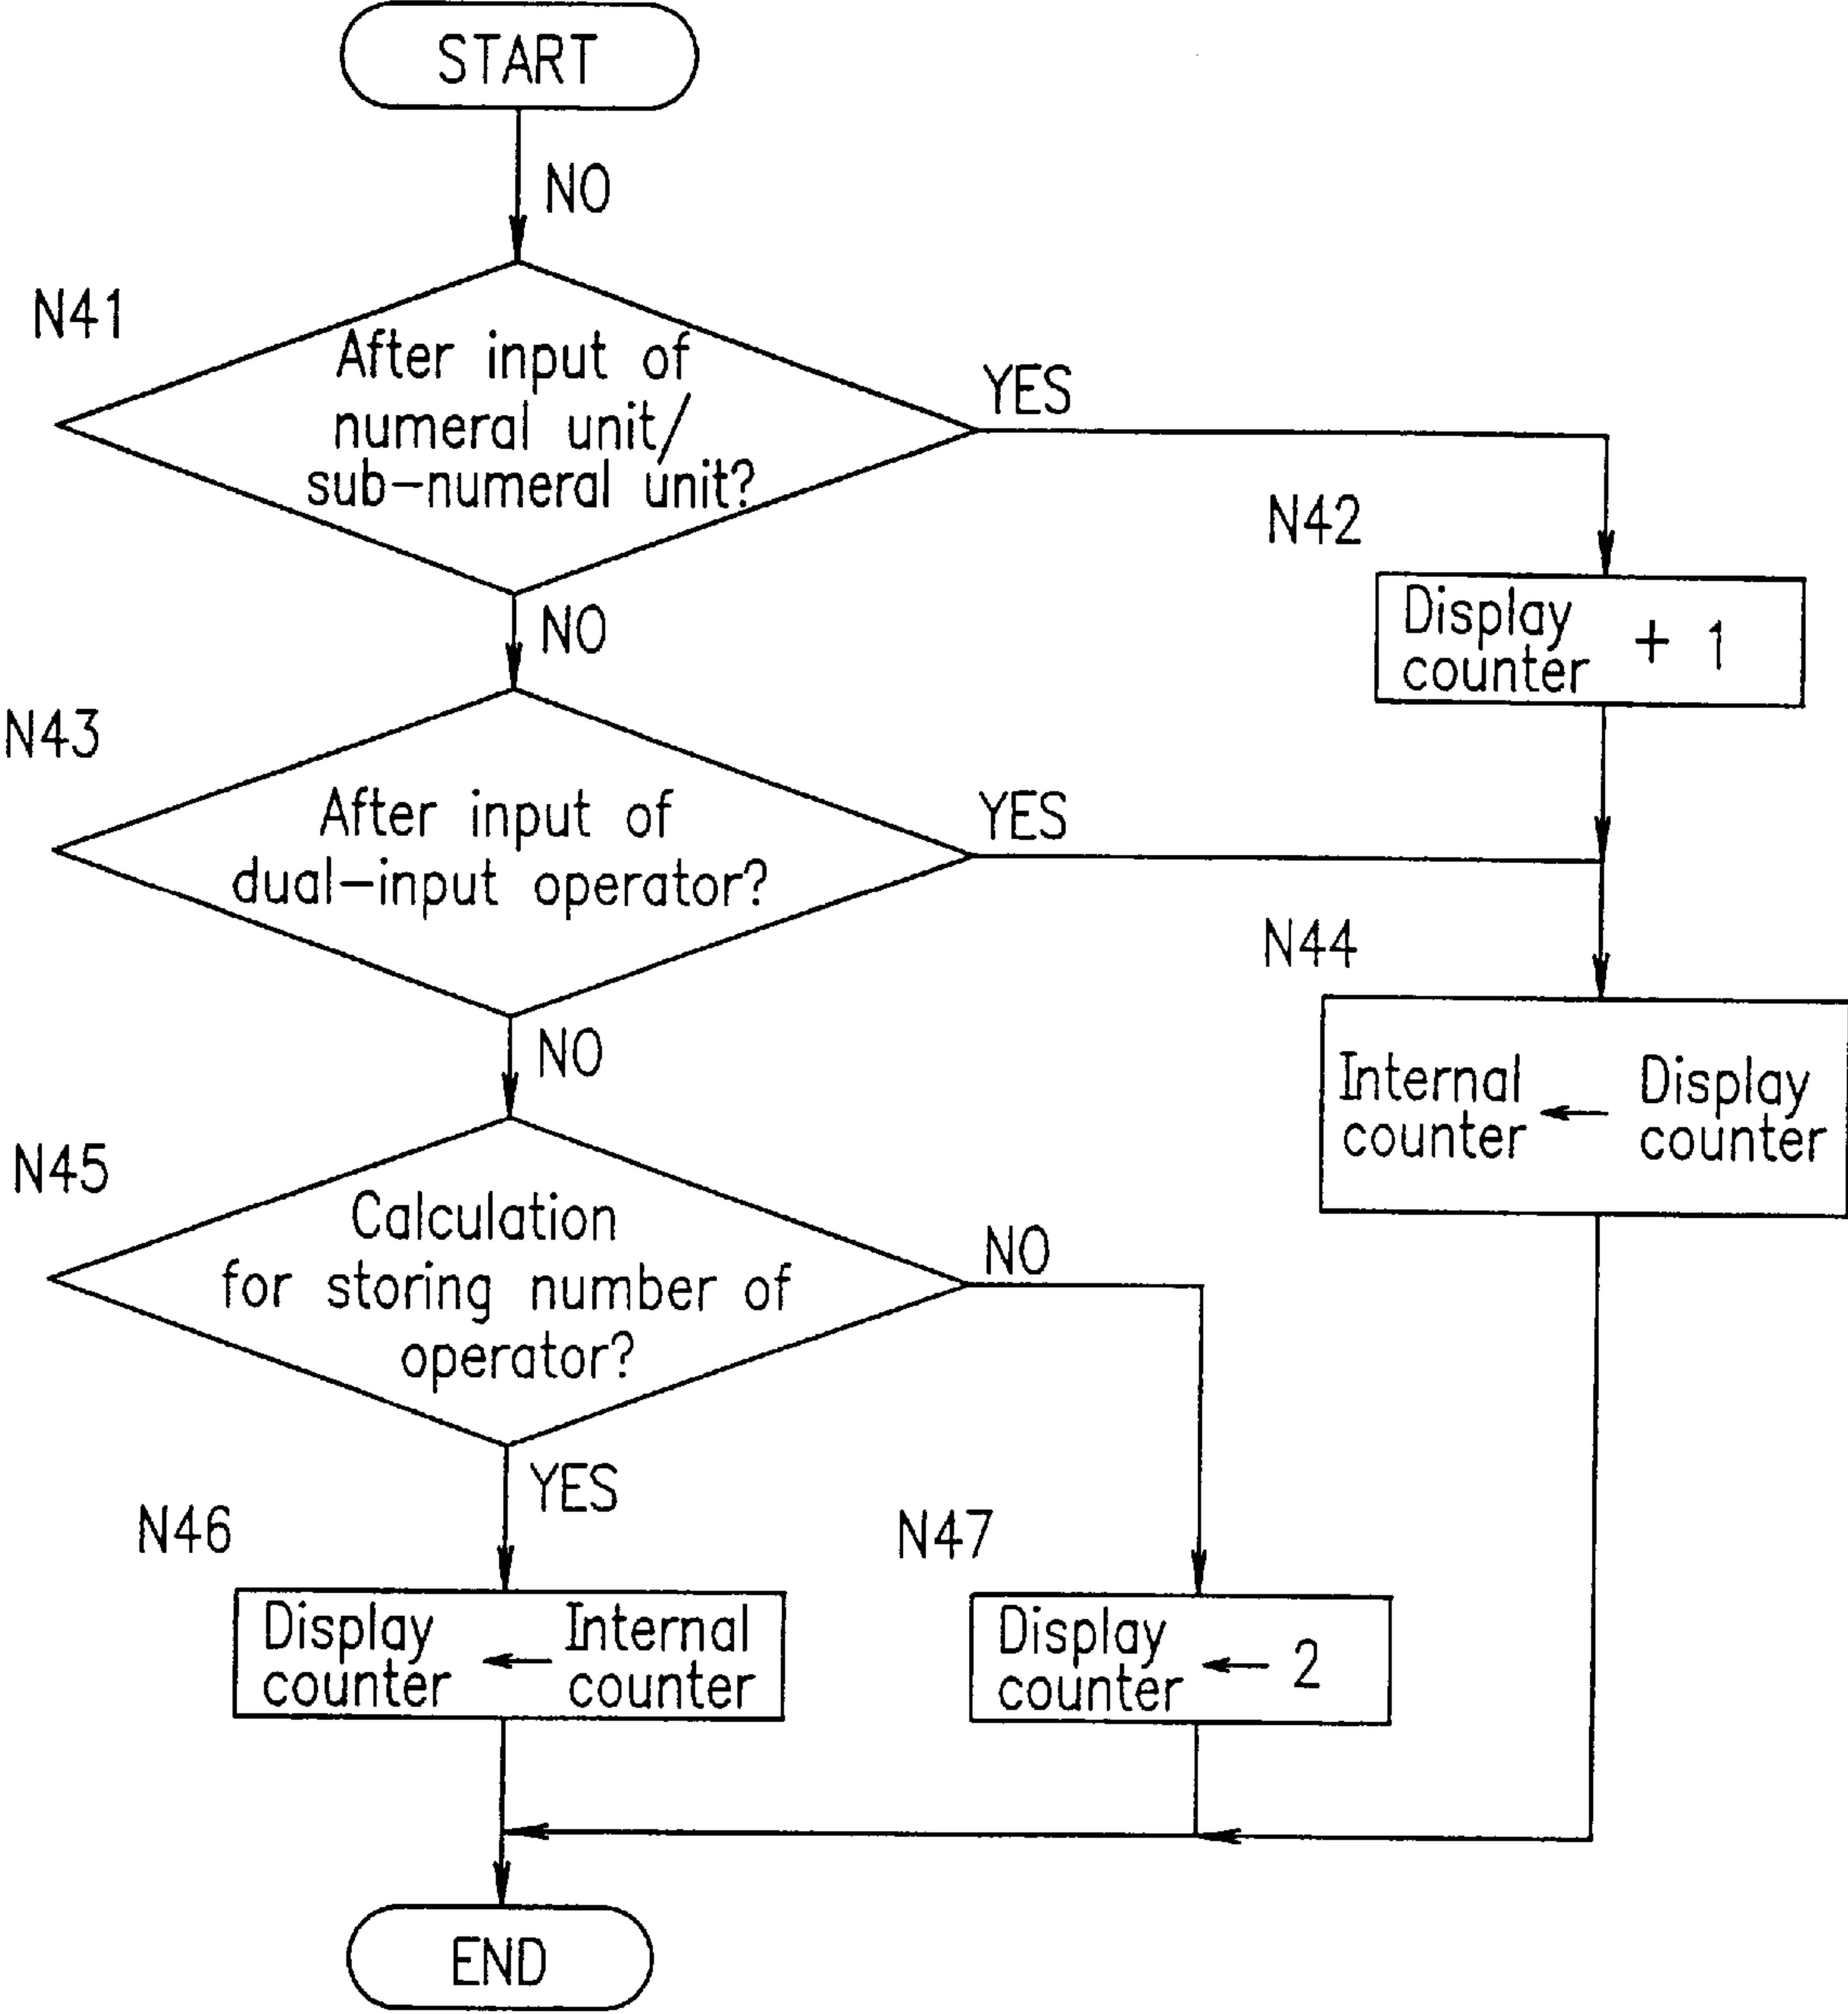 START
NO
N41
After input of
numeral unit/
sub-numeral unit?
YES
N42
Display
counter + 1
NO
N43
After input of
dual-input operator?
YES
N44
Internal
counter ← Display
counter
NO
N45
Calculation
for storing number of
operator?
NO
YES
N46
Display
counter ← Internal
counter
N47
Display
counter ← 2
END